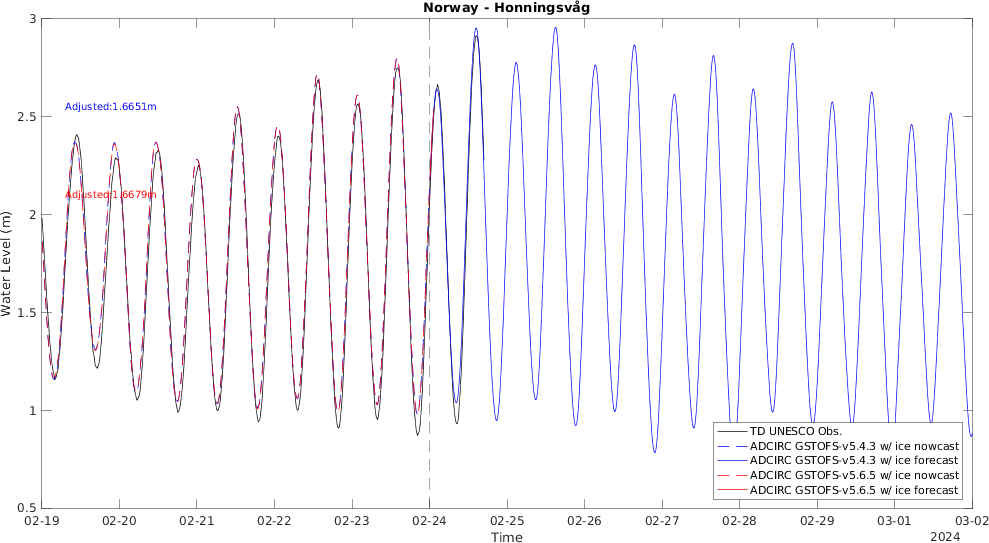 Norway - Honningsvåg
3
2.5
2
1.5
1
0.5
Water Level (m)
Adjusted:1.6651m
Adjusted:1.6679m
TD UNESCO Obs.
ADCIRC GSTOFS-v5.4.3 w/ ice nowcast
ADCIRC GSTOFS-v5.4.3 w/ ice forecast
ADCIRC GSTOFS-v5.6.5 w/ ice nowcast
ADCIRC GSTOFS-v5.6.5 w/ ice forecast
02-19 02-20 02-21 02-22 02-23 02-24 02-25 02-26 02-27 02-28 02-29 03-01 03-02
Time
2024